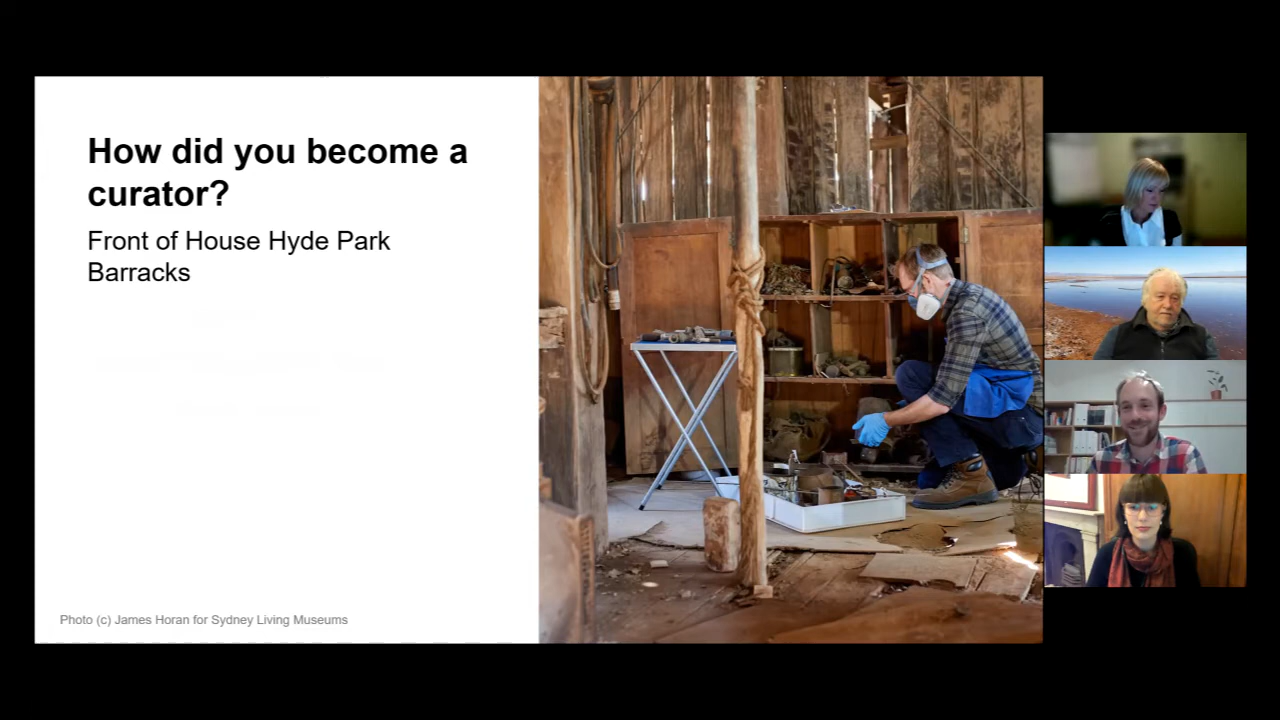 How did you become a
curator?
Front of House Hyde Park
Barracks
Photo (c) James Horan for Sydney Living Museums